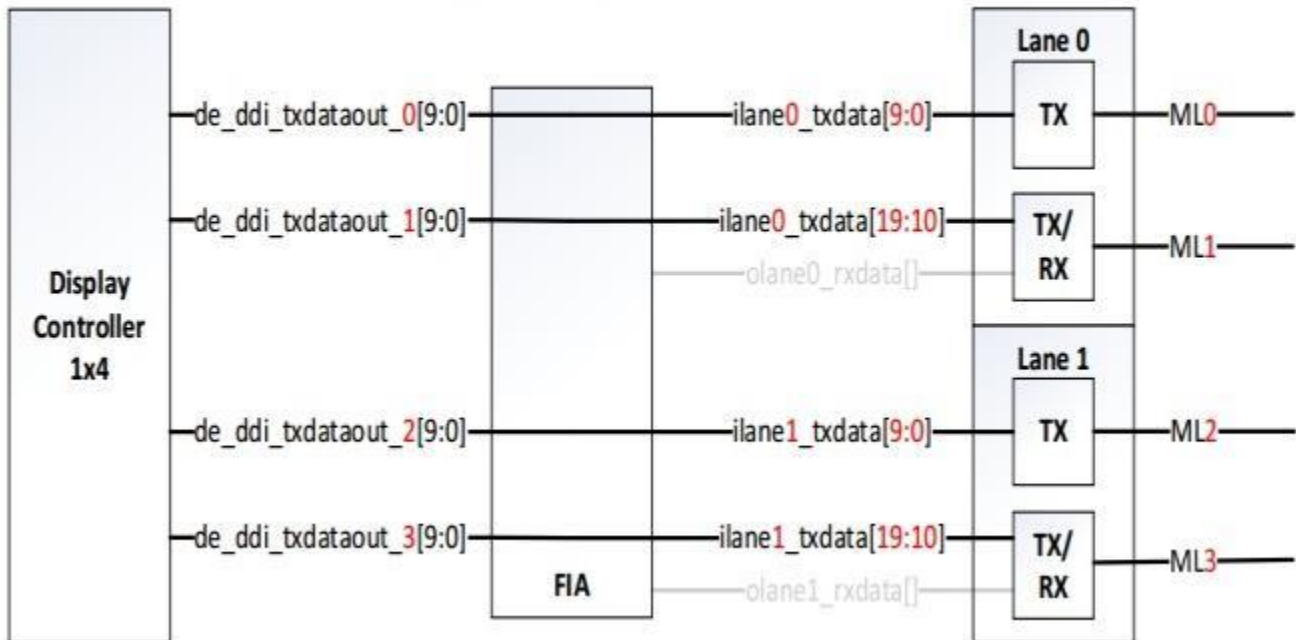 Display
Controller
1x4
de_ddi_txdataout_0[9:0]
de_ddi_txdataout_1[9:0]
de_ddi_txdataout_2[9:0]
de_ddi_txdataout_3[9:0]
FIA
ilane0_txdata[9:0]
ilane0_txdata[19:10]
olane0_rxdata[]
ilane1_txdata[9:0]
ilane1_txdata[19:10]
olane1_rxdata[]
Lane 0
TX
TX/
RX
Lane 1
TX
TX/
RX
ML0
ML1
ML2
ML3